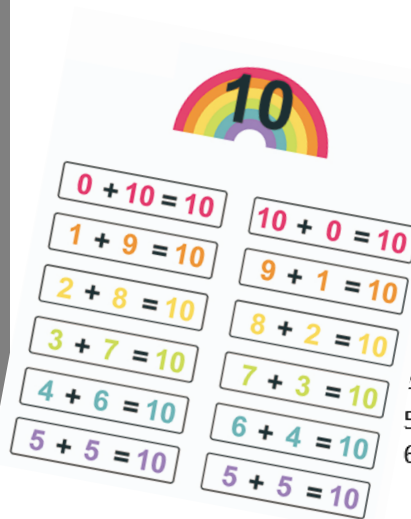 10
0 + 10 = 10
10 + 0 = 10
1 + 9 = 10
9 + 1 = 10
2 + 8 = 10
8 + 2 = 10
3 + 7 = 10
7 + 3 = 10
4 + 6 = 10
6 + 4 = 10
5 + 5 = 10
5 + 5 = 10